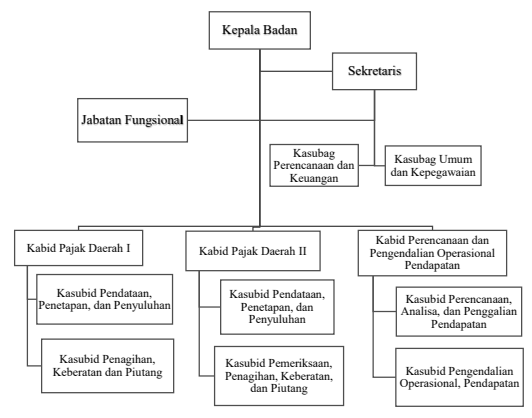 Kepala Badan
Sekretaris
Jabatan Fungsional
Kasubag
Perencanaan dan
Keuangan
Kasubag Umum
dan Kepegawaian
Kabid Pajak Daerah I
Kabid Pajak Daerah II
Kabid Perencanaan dan
Pengendalian Operasional
Pendapatan
Kasubid Pendataan,
Penetapan, dan Penyuluhan
Kasubid Pendataan,
Penetapan, dan
Penyuluhan
Kasubid Perencanaan,
Analisa, dan Penggalian
Pendapatan
Kasubid Penagihan,
Keberatan dan Piutang
Kasubid Pemeriksaan,
Penagihan, Keberatan,
dan Piutang
Kasubid Pengendalian
Operasional, Pendapatan